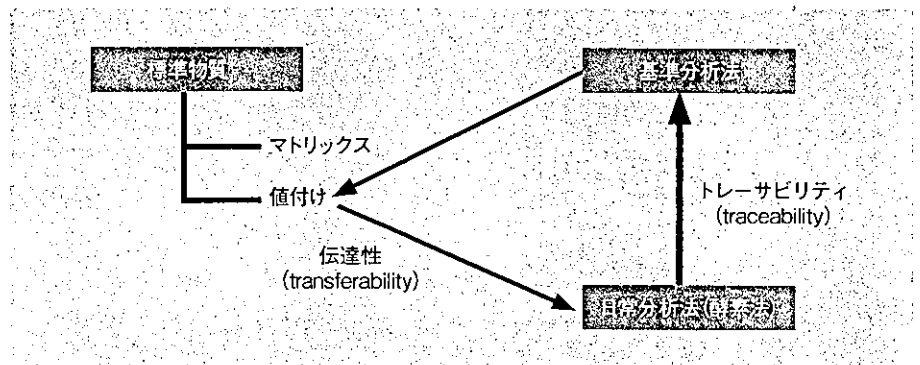 標準物質
基準分析法
マトリックス
値付け
トレーサビリティ
(traceability)
伝達性
(transferability)
日常分析法(酵素法)